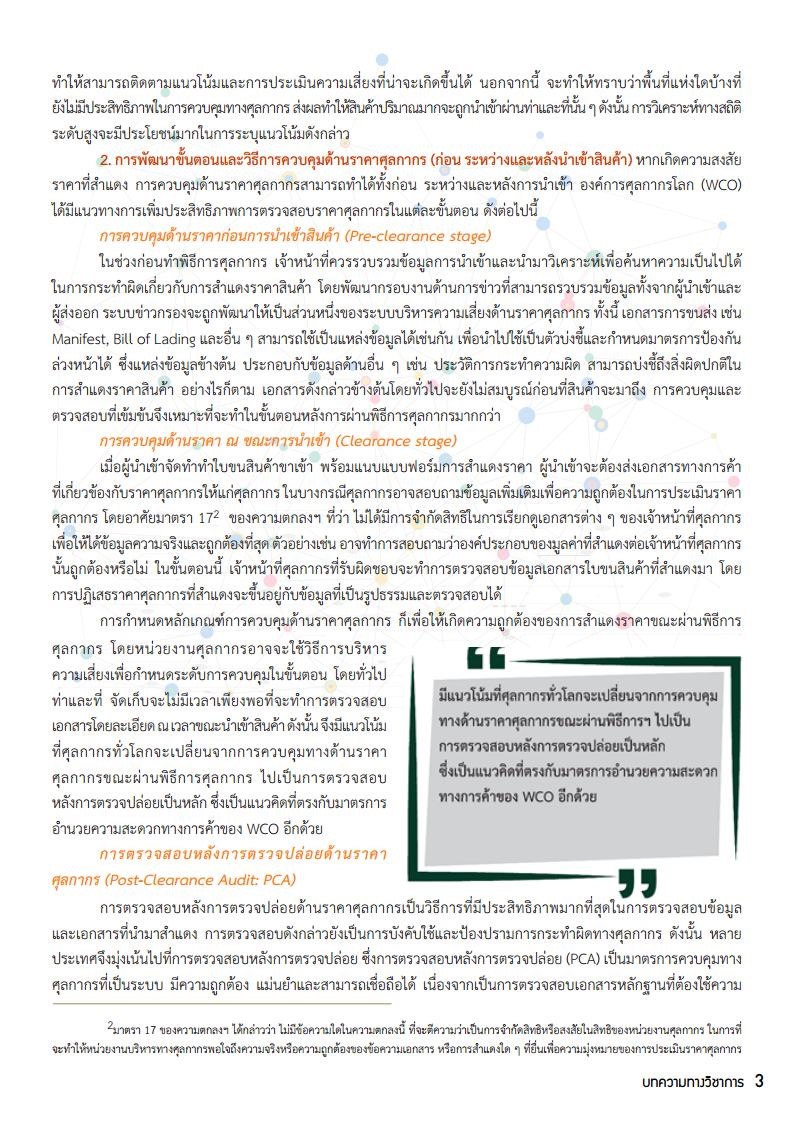 ทำให้สามารถติดตามแนวโน้มและการประเมินความเสี่ยงที่น่าจะเกิดขึ้นได้ นอกจากนี้ จะทำให้ทราบว่าพื้นที่แห่งใดบ้างที่
ยังไม่มีประสิทธิภาพในการควบคุมทางศุลกากร ส่งผลทำให้สินค้าปริมาณมากจะถูกนำเข้าผ่านท่าและที่นั้น ๆ ดังนั้น การวิเคราะห์ทางสถิติ
ระดับสูงจะมีประโยชน์มากในการระบุแนวโน้มดังกล่าว
2. การพัฒนาขั้นตอนและวิธีการควบคุมด้านราคาศุลกากร (ก่อน ระหว่างและหลังนำเข้าสินค้า) หากเกิดความสงสัย
ราคาที่สำแดง การควบคุมด้านราคาศุลกากรสามารถทำได้ทั้งก่อน ระหว่างและหลังการนำเข้า องค์การศุลกากรโลก (WCO)
ได้มีแนวทางการเพิ่มประสิทธิภาพการตรวจสอบราคาศุลกากรในแต่ละขั้นตอน ดังต่อไปนี้
การควบคุมด้านราคาก่อนการนำเข้าสินค้า (Pre-clearance stage)
ในช่วงก่อนทำพิธีการศุลกากร เจ้าหน้าที่ควรรวบรวมข้อมูลการนำเข้าและนำมาวิเคราะห์เพื่อค้นหาความเป็นไปได้
ในการกระทำผิดเกี่ยวกับการสำแดงราคาสินค้า โดยพัฒนากรอบงานด้านการข่าวที่สามารถรวบรวมข้อมูลทั้งจากผู้นำเข้าและ
ผู้ส่งออก ระบบข่าวกรองจะถูกพัฒนาให้เป็นส่วนหนึ่งของระบบบริหารความเสี่ยงด้านราคาศุลกากร ทั้งนี้ เอกสารการขนส่ง เช่น
Manifest, Bill of Lading และอื่น ๆ สามารถใช้เป็นแหล่งข้อมูลได้เช่นกัน เพื่อนำไปใช้เป็นตัวบ่งชี้และกำหนดมาตรการป้องกัน
ล่วงหน้าได้ ซึ่งแหล่งข้อมูลข้างต้น ประกอบกับข้อมูลด้านอื่น ๆ เช่น ประวัติการกระทำความผิด สามารถบ่งชี้ถึงสิ่งผิดปกติใน
การสำแดงราคาสินค้า อย่างไรก็ตาม เอกสารดังกล่าวข้างต้นโดยทั่วไปจะยังไม่สมบูรณ์ก่อนที่สินค้าจะมาถึง การควบคุมและ
ตรวจสอบที่เข้มข้นจึงเหมาะที่จะทำในขั้นตอนหลังการผ่านพิธีการศุลกากรมากกว่า
การควบคุมด้านราคา ณ ขณะการนำเข้า (Clearance stage)
เมื่อผู้นำเข้าจัดทำทำใบขนสินค้าขาเข้า พร้อมแนบแบบฟอร์มการสำแดงราคา ผู้นำเข้าจะต้องส่งเอกสารทางการค้า
ที่เกี่ยวข้องกับราคาศุลกากรให้แก่ศุลกากร ในบางกรณีศุลกากรอาจสอบถามข้อมูลเพิ่มเติมเพื่อความถูกต้องในการประเมินราคา
ศุลกากร โดยอาศัยมาตรา 17² ของความตกลงฯ ที่ว่า ไม่ได้มีการจำกัดสิทธิในการเรียกดูเอกสารต่าง ๆ ของเจ้าหน้าที่ศุลกากร
เพื่อให้ได้ข้อมูลความจริงและถูกต้องที่สุด ตัวอย่างเช่น อาจทำการสอบถามว่าองค์ประกอบของมูลค่าที่สำแดงต่อเจ้าหน้าที่ศุลกากร
นั้นถูกต้องหรือไม่ ในขั้นตอนนี้ เจ้าหน้าที่ศุลกากรที่รับผิดชอบจะทำการตรวจสอบข้อมูลเอกสารใบขนสินค้าที่สำแดงมา โดย
การปฏิเสธราคาศุลกากรที่สำแดงจะขึ้นอยู่กับข้อมูลที่เป็นรูปธรรมและตรวจสอบได้
การกำหนดหลักเกณฑ์การควบคุมด้านราคาศุลกากร ก็เพื่อให้เกิดความถูกต้องของการสำแดงราคาขณะผ่านพิธีการ
ศุลกากร โดยหน่วยงานศุลกากรอาจจะใช้วิธีการบริหาร
ความเสี่ยงเพื่อกำหนดระดับการควบคุมในขั้นตอน โดยทั่วไป
ท่าและที่ จัดเก็บจะไม่มีเวลาเพียงพอที่จะทำการตรวจสอบ
เอกสารโดยละเอียด ณ เวลาขณะนำเข้าสินค้า ดังนั้น จึงมีแนวโน้ม
ที่ศุลกากรทั่วโลกจะเปลี่ยนจากการควบคุมทางด้านราคา
ศุลกากรขณะผ่านพิธีการศุลกากร ไปเป็นการตรวจสอบ
หลังการตรวจปล่อยเป็นหลัก ซึ่งเป็นแนวคิดที่ตรงกับมาตรการ
อำนวยความสะดวกทางการค้าของ WCO อีกด้วย
❝
มีแนวโน้มที่ศุลกากรทั่วโลกจะเปลี่ยนจากการควบคุม
ทางด้านราคาศุลกากรขณะผ่านพิธีการฯ ไปเป็น
การตรวจสอบหลังการตรวจปล่อยเป็นหลัก
ซึ่งเป็นแนวคิดที่ตรงกับมาตรการอำนวยความสะดวก
ทางการค้าของ WCO อีกด้วย
❞
การตรวจสอบหลังการตรวจปล่อยด้านราคา
ศุลกากร (Post-Clearance Audit: PCA)
การตรวจสอบหลังการตรวจปล่อยด้านราคาศุลกากรเป็นวิธีการที่มีประสิทธิภาพมากที่สุดในการตรวจสอบข้อมูล
และเอกสารที่นำมาสำแดง การตรวจสอบดังกล่าวยังเป็นการบังคับใช้และป้องปรามการกระทำผิดทางศุลกากร ดังนั้น หลาย
ประเทศจึงมุ่งเน้นไปที่การตรวจสอบหลังการตรวจปล่อย ซึ่งการตรวจสอบหลังการตรวจปล่อย (PCA) เป็นมาตรการควบคุมทาง
ศุลกากรที่เป็นระบบ มีความถูกต้อง แม่นยำและสามารถเชื่อถือได้ เนื่องจากเป็นการตรวจสอบเอกสารหลักฐานที่ต้องใช้ความ
²มาตรา 17 ของความตกลงฯ ได้กล่าวว่า ไม่มีข้อความใดในความตกลงนี้ ที่จะตีความว่าเป็นการจำกัดสิทธิหรือสงสัยในสิทธิของหน่วยงานศุลกากร ในการที่
จะทำให้หน่วยงานบริหารทางศุลกากรพอใจถึงความจริงหรือความถูกต้องของข้อความเอกสาร หรือการสำแดงใด ๆ ที่ยื่นเพื่อความมุ่งหมายของการประเมินราคาศุลกากร
บทความทางวิชาการ 3